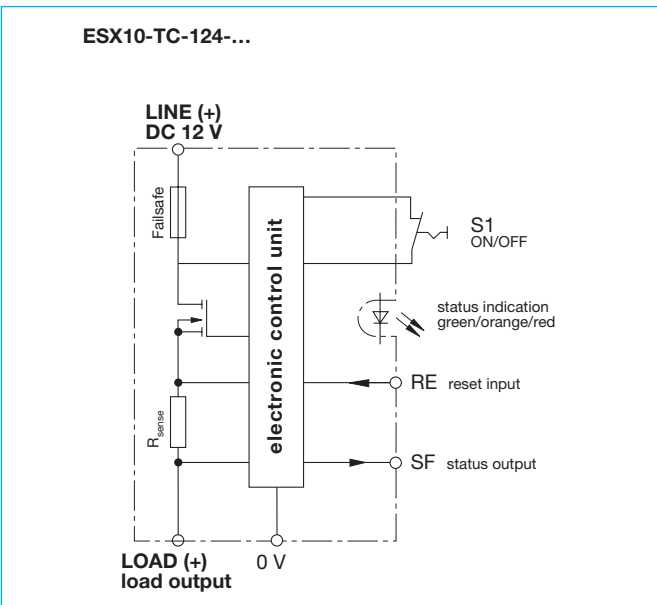 ESX10-TC-124-...
LINE (+)
DC 12 V
Failsafe
electronic control unit
S1
ON/OFF
status indication
green/orange/red
RE reset input
Rsense
SF status output
LOAD (+)
load output
0 V